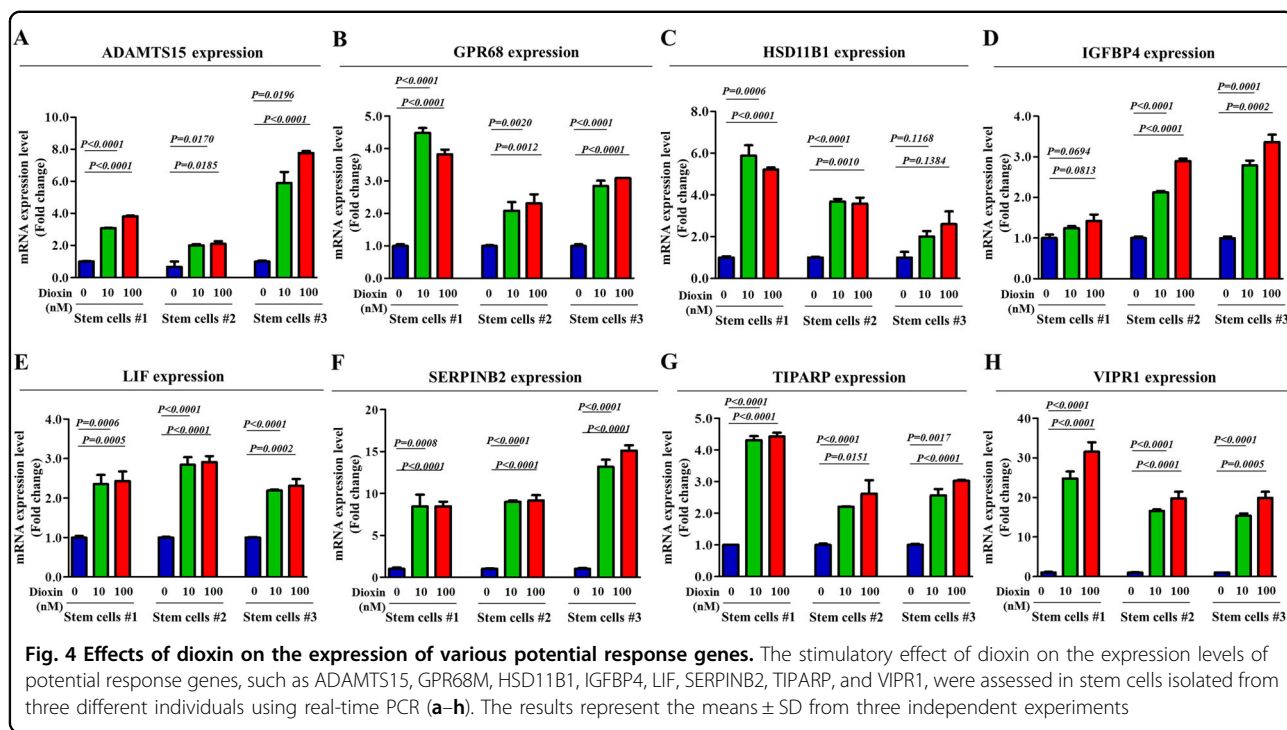 A
ADAMTS15 expression
mRNA expression level
(Fold change)
10.0
8.0
6.0
4.0
2.0
0.0
P<0.0001
P<0.0001
P=0.0170
P=0.0185
P=0.0196
P<0.0001
Dioxin 0 10 100 0 10 100 0 10 100
(nM)
Stem cells #1 Stem cells #2 Stem cells #3
B
GPR68 expression
mRNA expression level
(Fold change)
5.0
4.0
3.0
2.0
1.0
0.0
P<0.0001
P<0.0001
P=0.0020
P=0.0012
P<0.0001
P<0.0001
0 10 100 0 10 100 0 10 100
Stem cells #1 Stem cells #2 Stem cells #3
C
HSD11B1 expression
mRNA expression level
(Fold change)
8.0
6.0
4.0
2.0
0.0
P=0.0006
P<0.0001
P<0.0001
P=0.0010
P=0.1168
P=0.1384
0 10 100 0 10 100 0 10 100
Stem cells #1 Stem cells #2 Stem cells #3
D
IGFBP4 expression
mRNA expression level
(Fold change)
4.0
3.0
2.0
1.0
0.0
P=0.0694
P=0.0813
P<0.0001
P<0.0001
P=0.0001
P=0.0002
0 10 100 0 10 100 0 10 100
Stem cells #1 Stem cells #2 Stem cells #3
E
LIF expression
mRNA expression level
(Fold change)
4.0
3.0
2.0
1.0
0.0
P=0.0006
P=0.0005
P<0.0001
P<0.0001
P<0.0001
P=0.0002
Dioxin 0 10 100 0 10 100 0 10 100
(nM)
Stem cells #1 Stem cells #2 Stem cells #3
F
SERPINB2 expression
mRNA expression level
(Fold change)
20
15
10
5
0
P=0.0008
P<0.0001
P<0.0001
P<0.0001
P<0.0001
P<0.0001
0 10 100 0 10 100 0 10 100
Stem cells #1 Stem cells #2 Stem cells #3
G
TIPARP expression
mRNA expression level
(Fold change)
5.0
4.0
3.0
2.0
1.0
0.0
P<0.0001
P<0.0001
P<0.0001
P=0.0151
P=0.0017
P<0.0001
0 10 100 0 10 100 0 10 100
Stem cells #1 Stem cells #2 Stem cells #3
H
VIPR1 expression
mRNA expression level
(Fold change)
40
30
20
10
0
P<0.0001
P<0.0001
P<0.0001
P<0.0001
P<0.0001
P=0.0005
0 10 100 0 10 100 0 10 100
Stem cells #1 Stem cells #2 Stem cells #3
Fig. 4 Effects of dioxin on the expression of various potential response genes. The stimulatory effect of dioxin on the expression levels of
potential response genes, such as ADAMTS15, GPR68M, HSD11B1, IGFBP4, LIF, SERPINB2, TIPARP, and VIPR1, were assessed in stem cells isolated from
three different individuals using real-time PCR (a–h). The results represent the means ± SD from three independent experiments